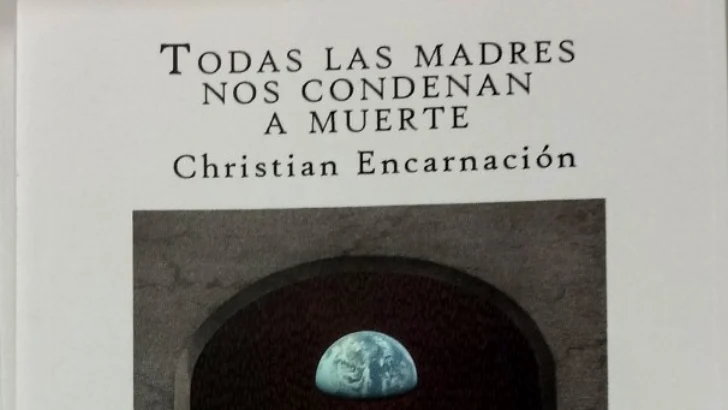 TODAS LAS MADRES
NOS CONDENAN
A MUERTE
Christian Encarnación